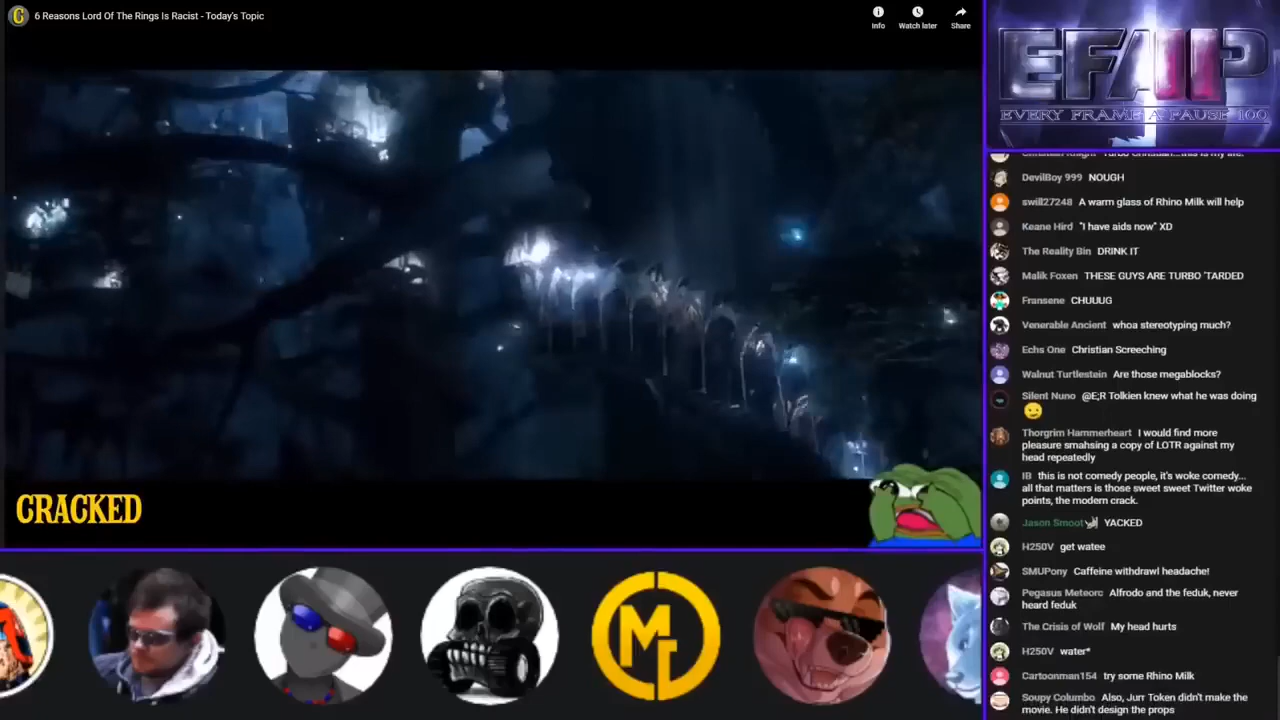 6 Reasons Lord Of The Rings Is Racist - Today's Topic
Info
Watch later
Share
CRACKED
EFAP
EVERY FRAME A PAUSE 100
DevilBoy 999 NOUGH
swill27248 A warm glass of Rhino Milk will help
Keane Hird "I have aids now" XD
The Reality Bin DRINK IT
Malik Foxen THESE GUYS ARE TURBO 'TARDED
Fransene CHUUUG
Venerable Ancient whoa stereotyping much?
Echs One Christian Screeching
Walnut Turtlestein Are those megablocks?
Silent Nuno @E;R Tolkien knew what he was doing
Thorgrim Hammerheart I would find more
pleasure smahsing a copy of LOTR against my
head repeatedly
IB this is not comedy people, it's woke comedy...
all that matters is those sweet sweet Twitter woke
points, the modern crack.
Jason Smoot YACKED
H250V get watee
SMUPony Caffeine withdrawl headache!
Pegasus Meteorc Alfrodo and the feduk, never
heard feduk
The Crisis of Wolf My head hurts
H250V water*
Cartoonman154 try some Rhino Milk
Soupy Columbo Also, Jurr Token didn't make the
movie. He didn't design the props